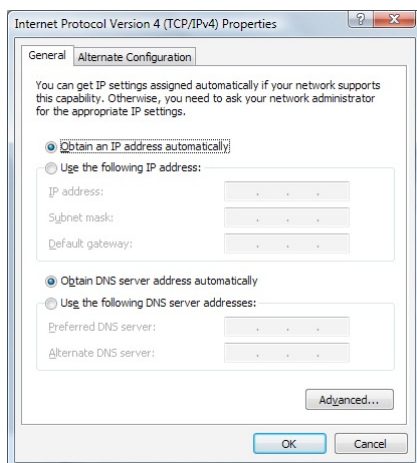 Internet Protocol Version 4 (TCP/IPv4) Properties
General
Alternate Configuration
You can get IP settings assigned automatically if your network supports
this capability. Otherwise, you need to ask your network administrator
for the appropriate IP settings.
Obtain an IP address automatically
Use the following IP address:
IP address:
Subnet mask:
Default gateway:
Obtain DNS server address automatically
Use the following DNS server addresses:
Preferred DNS server:
Alternate DNS server:
Advanced...
OK
Cancel